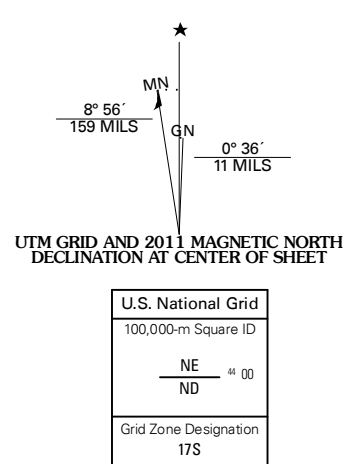 ★
MN
8° 56´
159 MILS
GN
0° 36´
11 MILS
UTM GRID AND 2011 MAGNETIC NORTH
DECLINATION AT CENTER OF SHEET
U.S. National Grid
100,000-m Square ID
NE
44 00
ND
Grid Zone Designation
17S